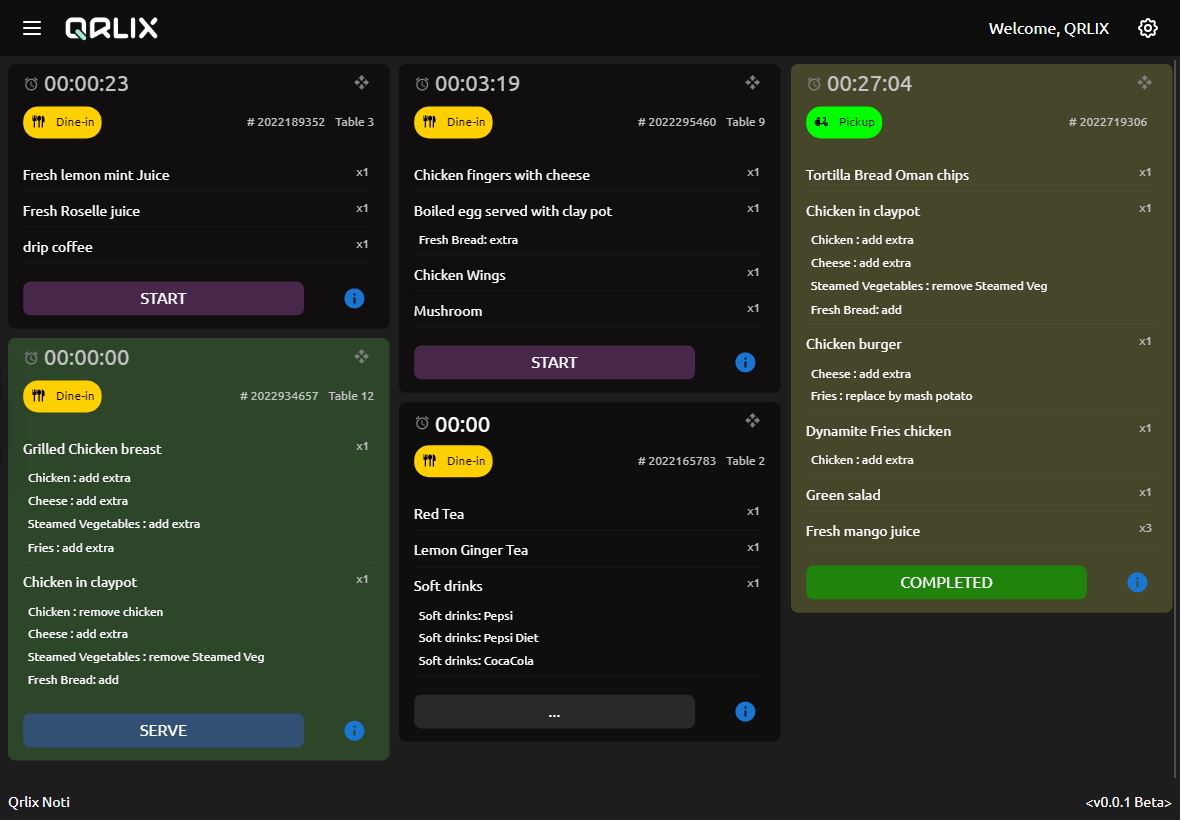 QRLIX
Welcome, QRLIX
00:00:23
Dine-in
# 2022189352 Table 3
Fresh lemon mint Juice x1
Fresh Roselle juice x1
drip coffee x1
START
00:00:00
Dine-in
# 2022934657 Table 12
Grilled Chicken breast x1
Chicken : add extra
Cheese : add extra
Steamed Vegetables : add extra
Fries : add extra
Chicken in claypot x1
Chicken : remove chicken
Cheese : add extra
Steamed Vegetables : remove Steamed Veg
Fresh Bread: add
SERVE
00:03:19
Dine-in
# 2022295460 Table 9
Chicken fingers with cheese x1
Boiled egg served with clay pot x1
Fresh Bread: extra
Chicken Wings x1
Mushroom x1
START
00:00
Dine-in
# 2022165783 Table 2
Red Tea x1
Lemon Ginger Tea x1
Soft drinks x1
Soft drinks: Pepsi
Soft drinks: Pepsi Diet
Soft drinks: CocaCola
...
00:27:04
Pickup
# 2022719306
Tortilla Bread Oman chips x1
Chicken in claypot x1
Chicken : add extra
Cheese : add extra
Steamed Vegetables : remove Steamed Veg
Fresh Bread: add
Chicken burger x1
Cheese : add extra
Fries : replace by mash potato
Dynamite Fries chicken x1
Chicken : add extra
Green salad x1
Fresh mango juice x3
COMPLETED
Qrlix Noti
<v0.0.1 Beta>